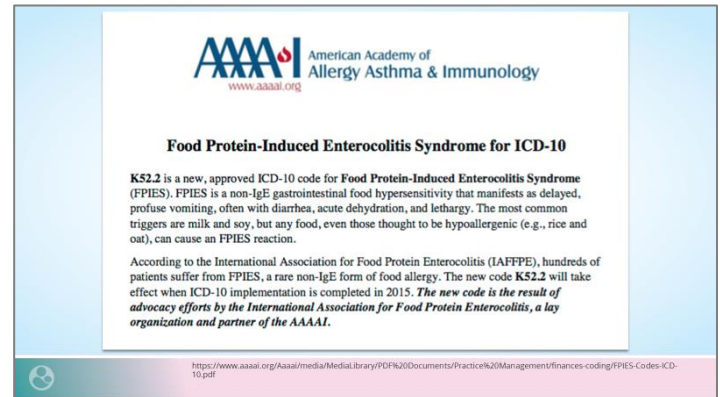 AAAAI American Academy of
Allergy Asthma & Immunology
www.aaaai.org
Food Protein-Induced Enterocolitis Syndrome for ICD-10
K52.2 is a new, approved ICD-10 code for Food Protein-Induced Enterocolitis Syndrome
(FPIES). FPIES is a non-IgE gastrointestinal food hypersensitivity that manifests as delayed,
profuse vomiting, often with diarrhea, acute dehydration, and lethargy. The most common
triggers are milk and soy, but any food, even those thought to be hypoallergenic (e.g., rice and
oat), can cause an FPIES reaction.
According to the International Association for Food Protein Enterocolitis (IAFFPE), hundreds of
patients suffer from FPIES, a rare non-IgE form of food allergy. The new code K52.2 will take
effect when ICD-10 implementation is completed in 2015. The new code is the result of
advocacy efforts by the International Association for Food Protein Enterocolitis, a lay
organization and partner of the AAAAI.
https://www.aaaai.org/Aaaai/media/MediaLibrary/PDF%20Documents/Practice%20Management/finances-coding/FPIES-Codes-ICD-
10.pdf